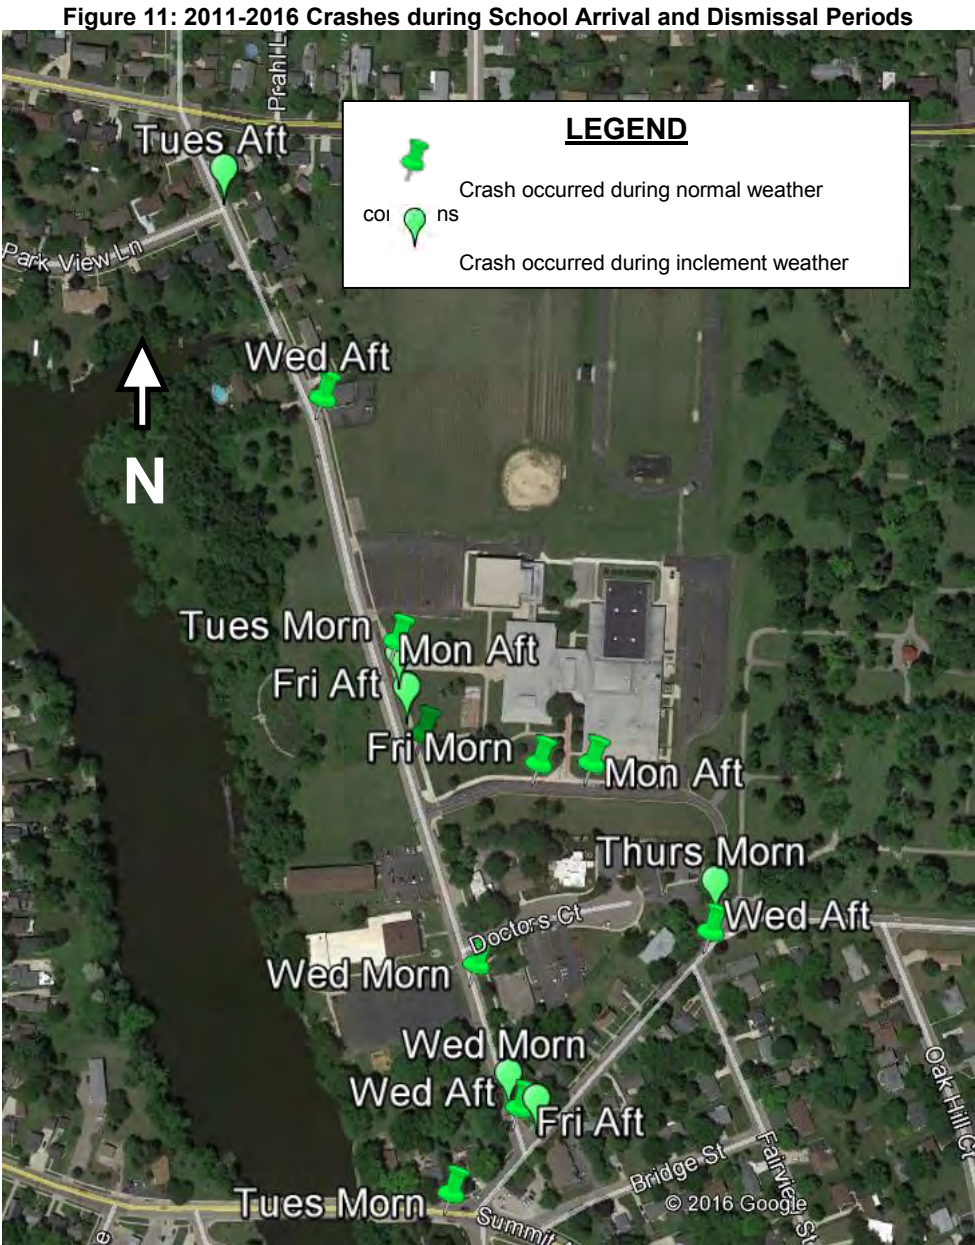 Figure 11: 2011-2016 Crashes during School Arrival and Dismissal Periods
Prahl L
LEGEND
Tues Aft
Crash occurred during normal weather
con ns
Crash occurred during inclement weather
Park View Ln
Wed Aft
N
Tues Morn
Mon Aft
Fri Aft
Fri Morn
Mon Aft
Thurs Morn
Wed Aft
Doctors Ct
Wed Morn
Wed Morn
Wed Aft
Fri Aft
Oak Hill Ct
Bridge St
Fairview St
© 2016 Google
Tues Morn
Summit
e